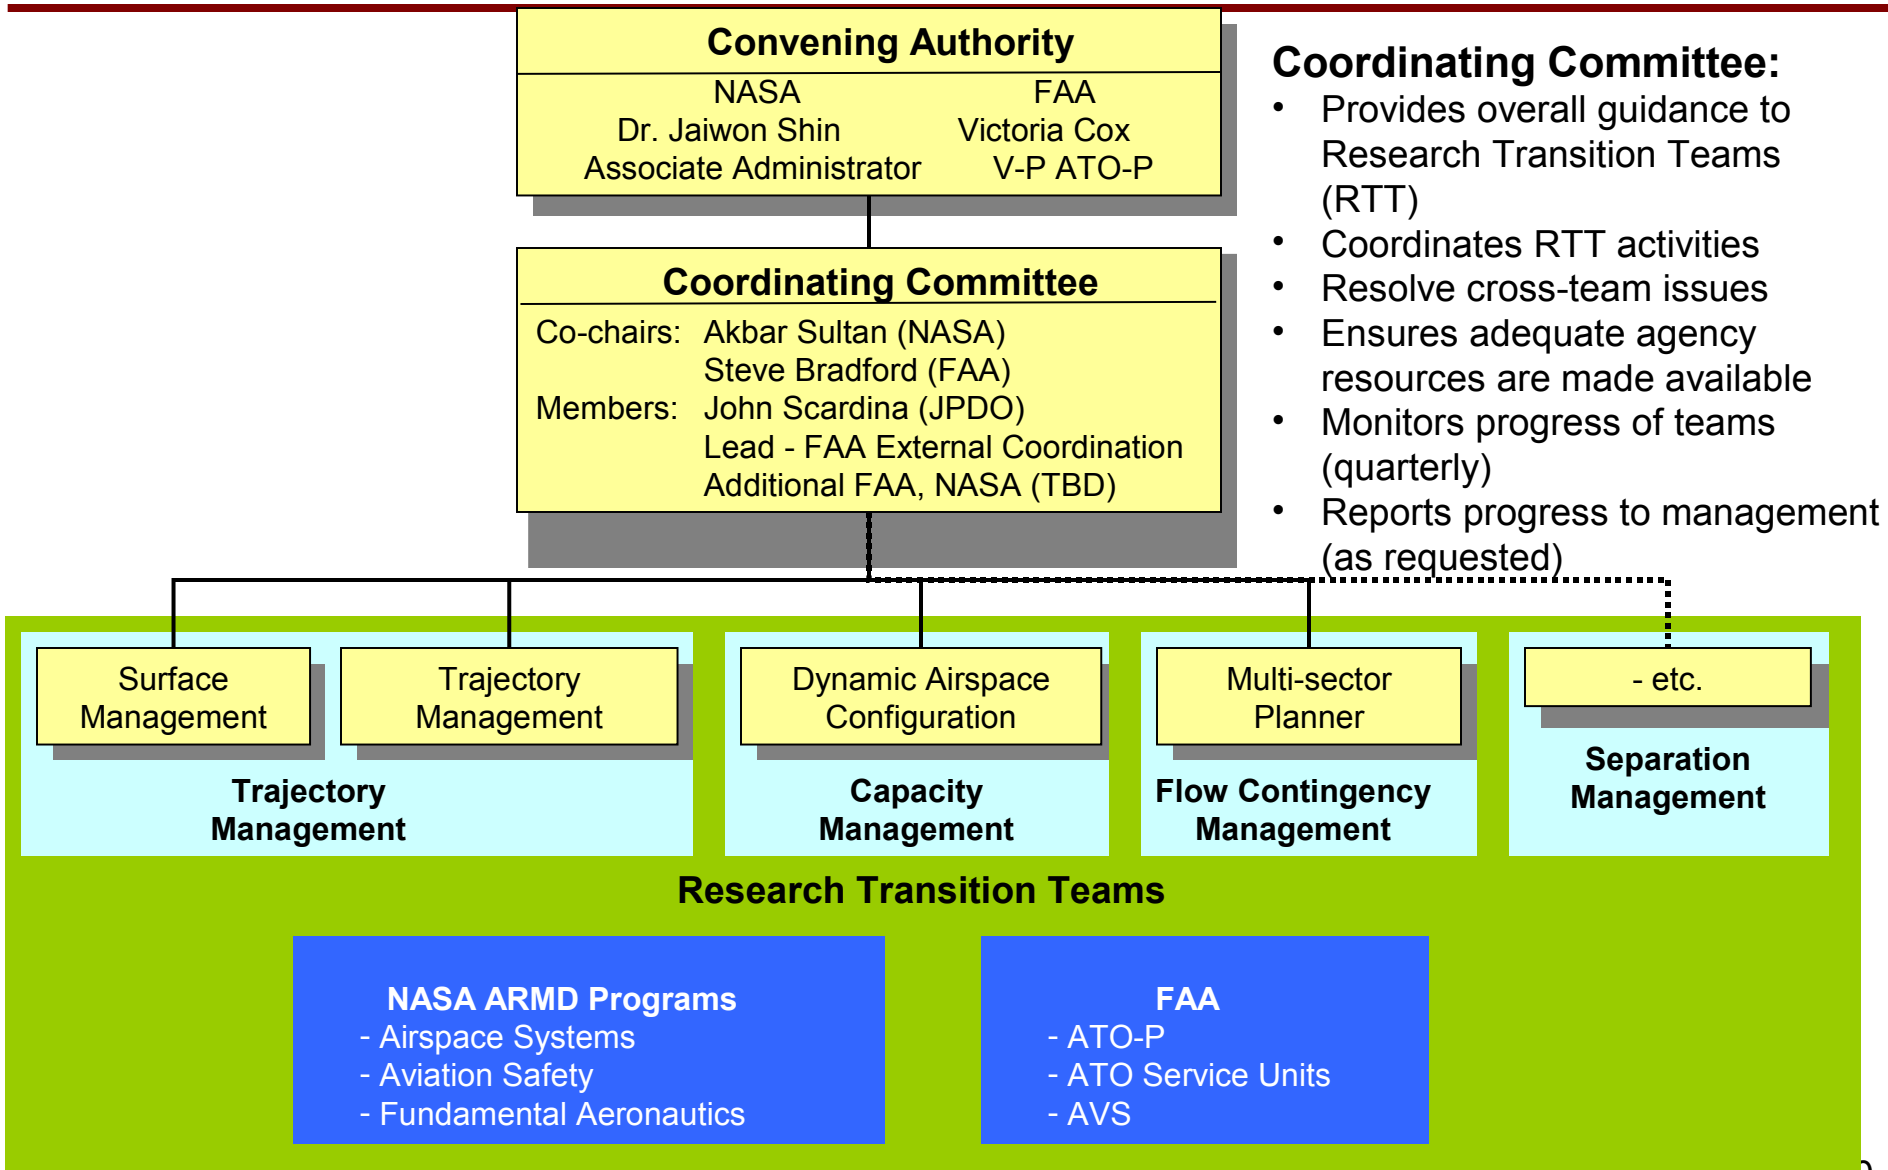 Convening Authority
NASA FAA
Dr. Jaiwon Shin Victoria Cox
Associate Administrator V-P ATO-P
Coordinating Committee
Co-chairs: Akbar Sultan (NASA)
Steve Bradford (FAA)
Members: John Scardina (JPDO)
Lead - FAA External Coordination
Additional FAA, NASA (TBD)
Coordinating Committee:
• Provides overall guidance to
Research Transition Teams
(RTT)
• Coordinates RTT activities
• Resolve cross-team issues
• Ensures adequate agency
resources are made available
• Monitors progress of teams
(quarterly)
• Reports progress to management
(as requested)
Surface
Management
Trajectory
Management
Trajectory
Management
Dynamic Airspace
Configuration
Capacity
Management
Multi-sector
Planner
Flow Contingency
Management
- etc.
Separation
Management
Research Transition Teams
NASA ARMD Programs
- Airspace Systems
- Aviation Safety
- Fundamental Aeronautics
FAA
- ATO-P
- ATO Service Units
- AVS